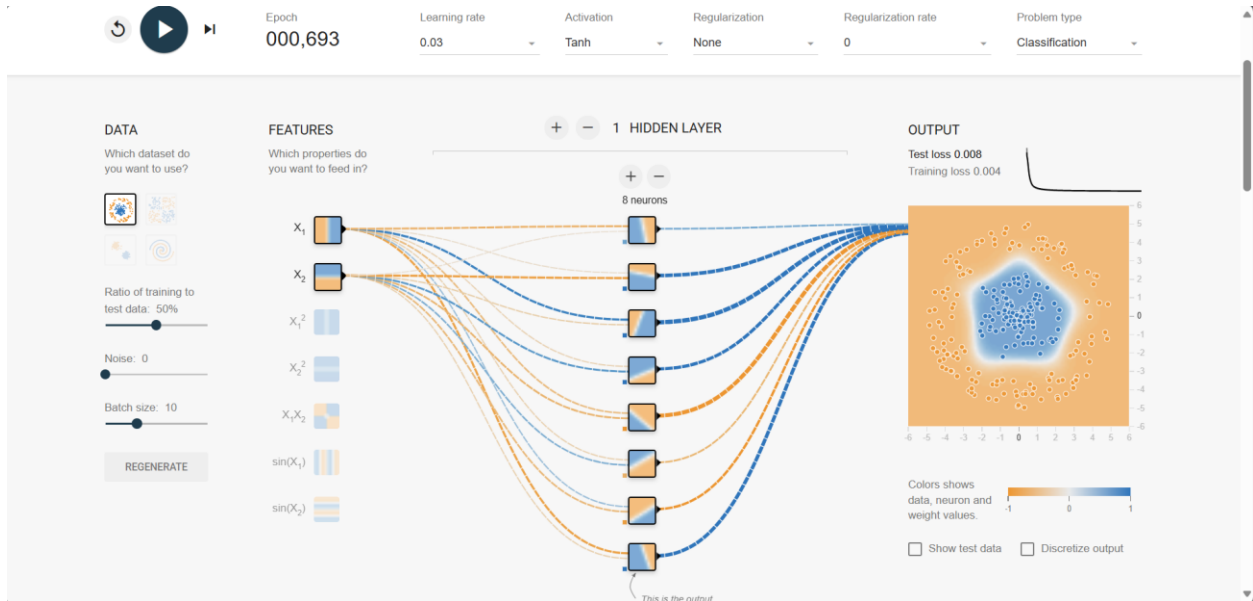 Epoch
000,693
Learning rate
0.03
Activation
Tanh
Regularization
None
Regularization rate
0
Problem type
Classification
DATA
Which dataset do
you want to use?
Ratio of training to
test data: 50%
Noise: 0
Batch size: 10
REGENERATE
FEATURES
Which properties do
you want to feed in?
X₁
X₂
X₁²
X₂²
X₁X₂
sin(X₁)
sin(X₂)
+ − 1 HIDDEN LAYER
+ −
8 neurons
This is the output
OUTPUT
Test loss 0.008
Training loss 0.004
6
5
4
3
2
1
0
-1
-2
-3
-4
-5
-6
-6 -5 -4 -3 -2 -1 0 1 2 3 4 5 6
Colors shows
data, neuron and
weight values.
-1 0 1
Show test data
Discretize output